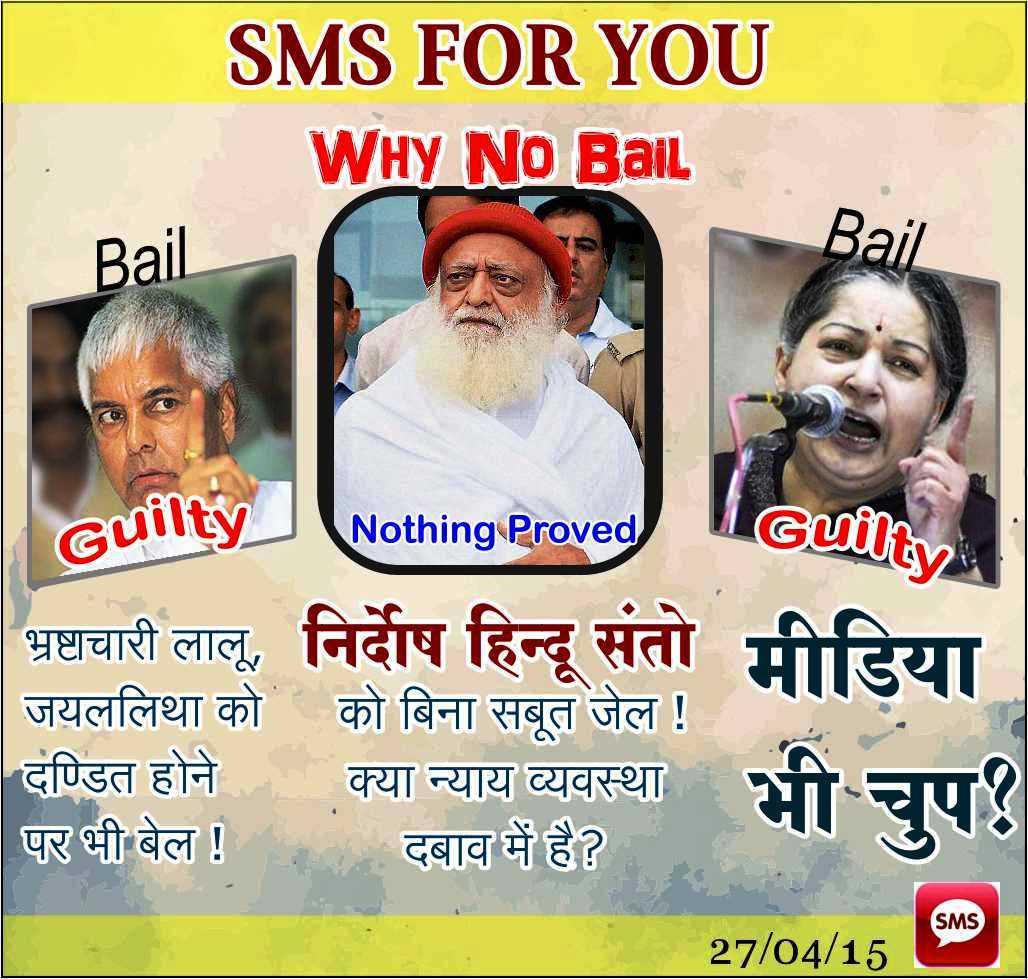 SMS FOR YOU
WHY NO BaiL
Bail
Bail
Guilty
Nothing Proved
Guilty
भ्रष्टाचारी लालू,
जयललिथा को
दण्डित होने
पर भी बेल !
निर्दोष हिन्दू संतो
को बिना सबूत जेल !
क्या न्याय व्यवस्था
दबाव में है?
मीडिया
भी चुप?
27/04/15
SMS